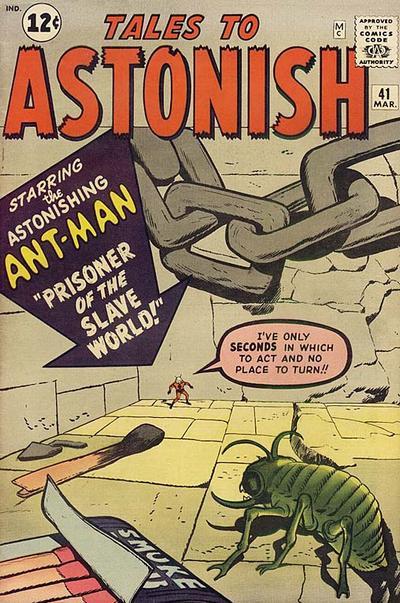 IND.
12¢
TALES TO
ASTONISH
M
C
APPROVED
BY THE
COMICS
CODE
CA
AUTHORITY
41
MAR.
STARRING
the
ASTONISHING
ANT-MAN
"PRISONER
OF THE
SLAVE
WORLD!"
I'VE ONLY
SECONDS IN WHICH
TO ACT AND NO
PLACE TO TURN!!
SMOKE